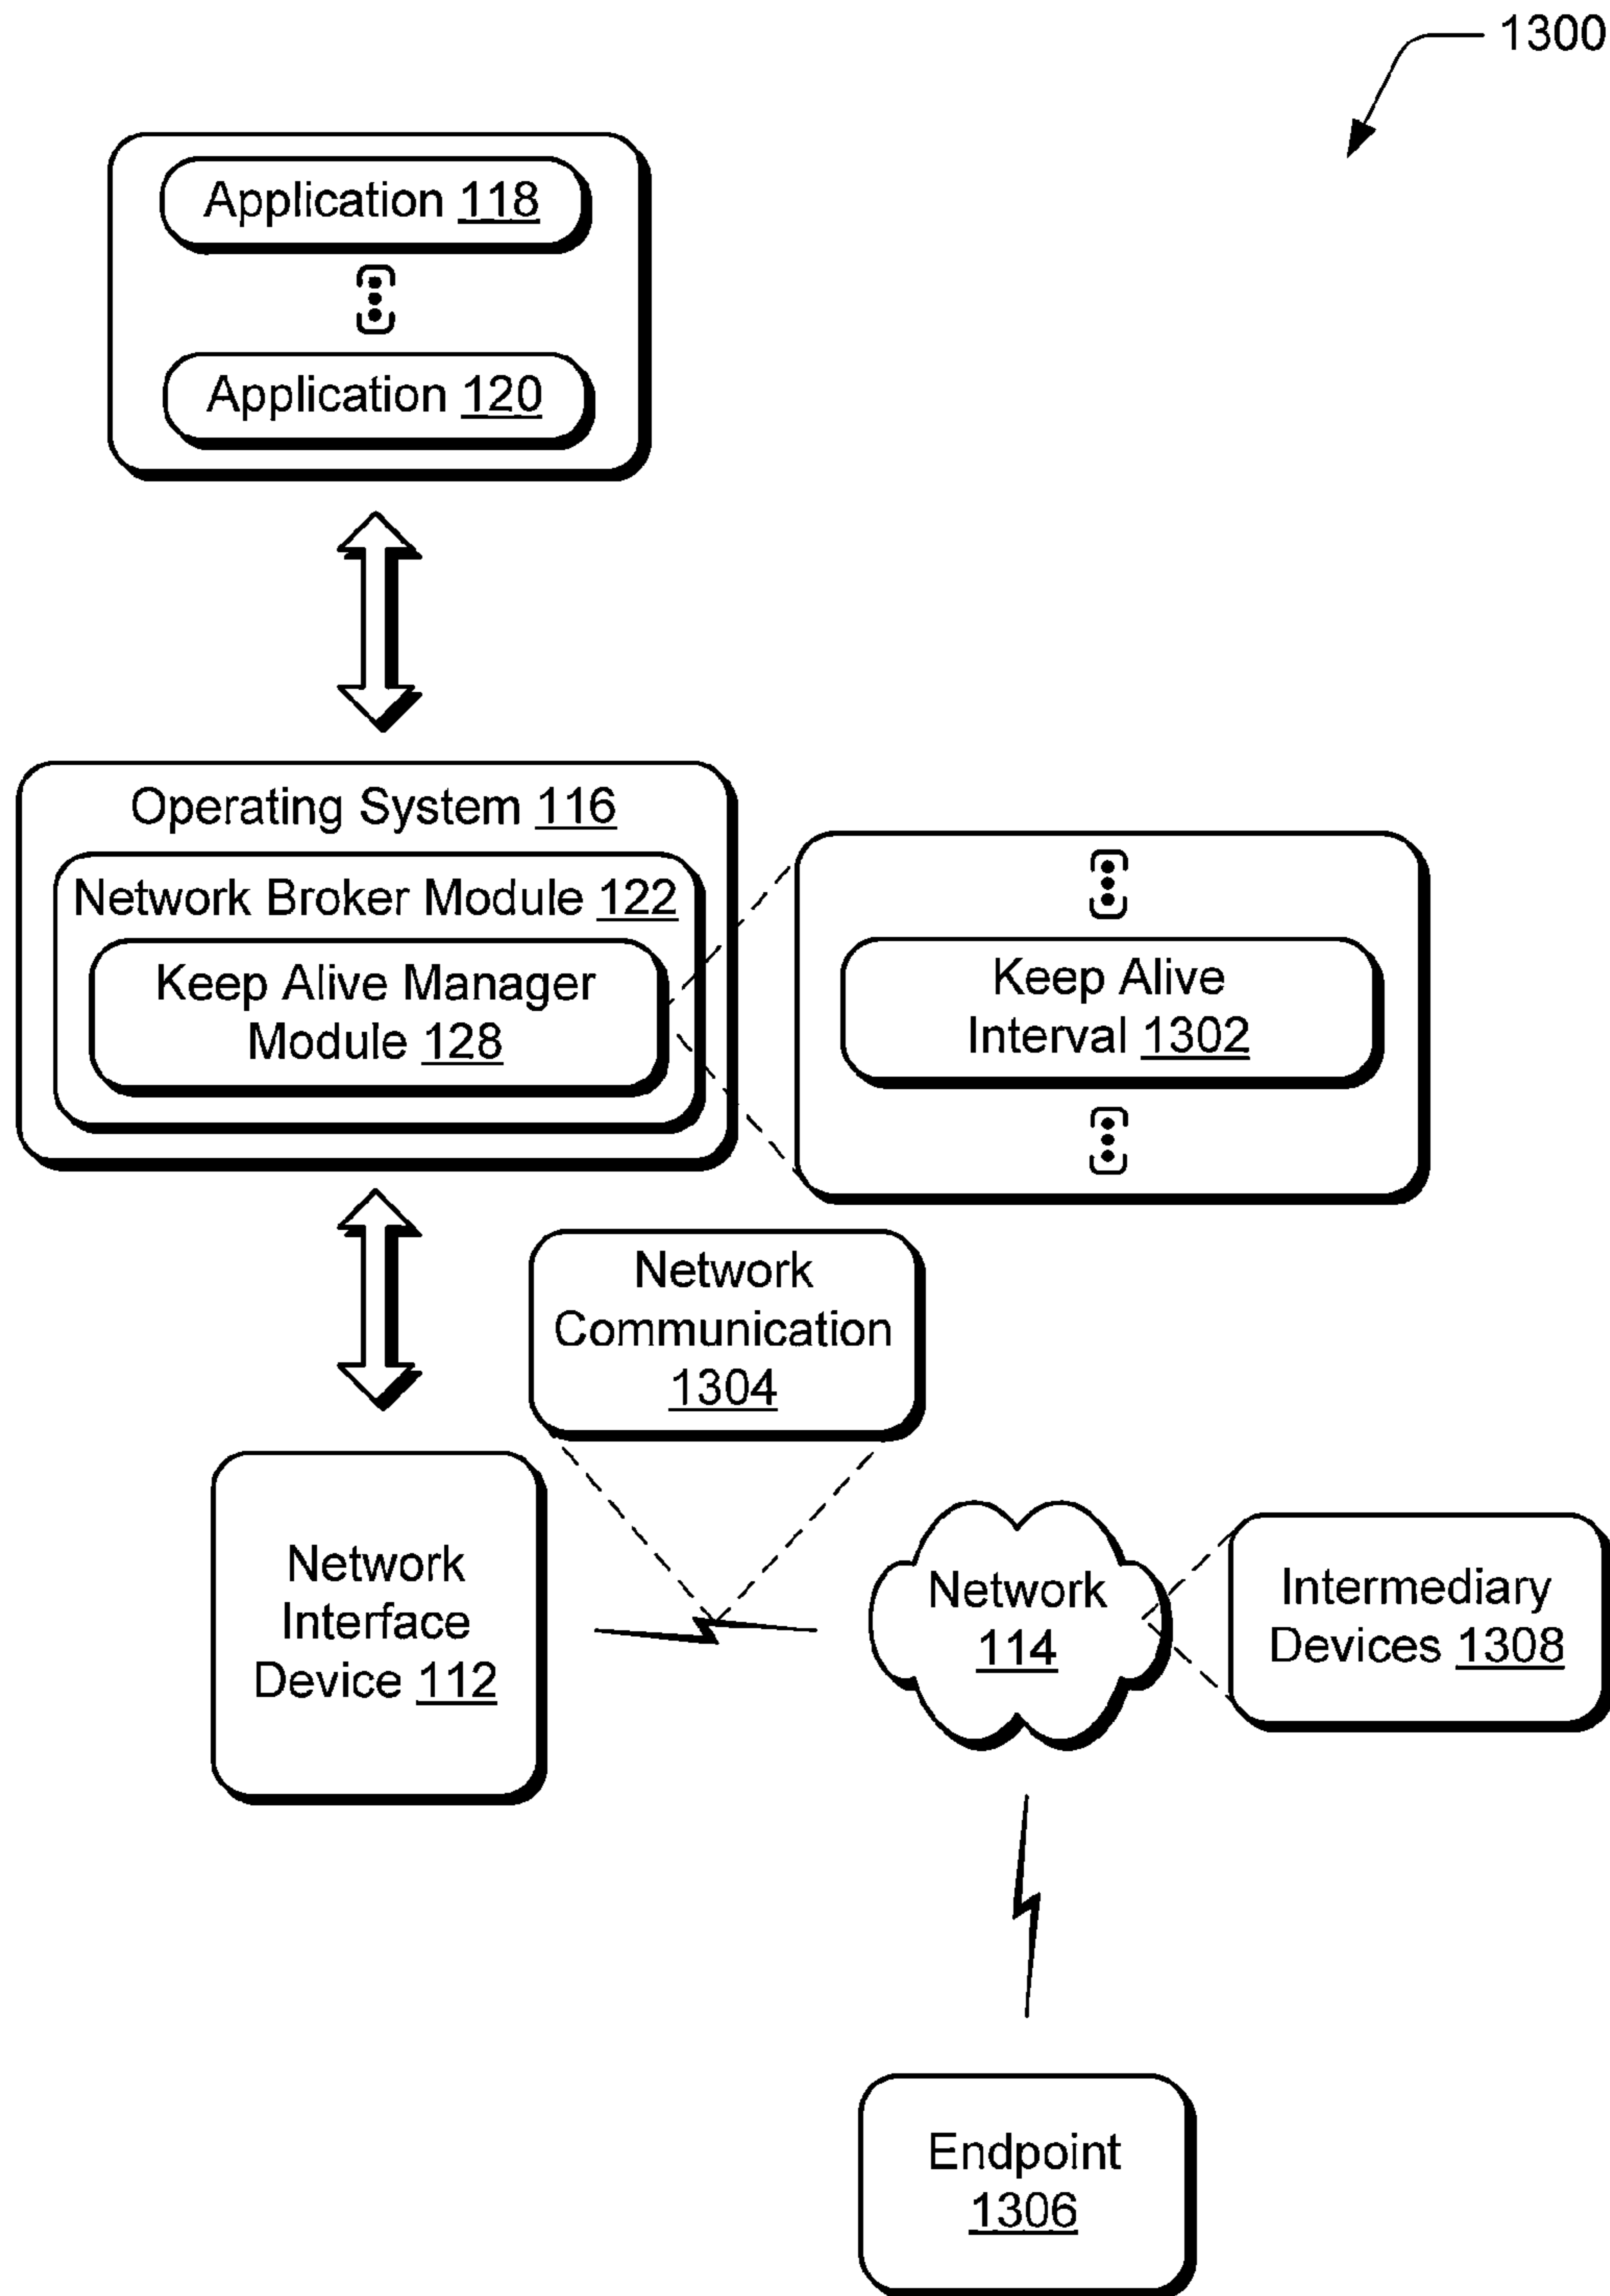 1300
Application 118
Application 120
Operating System 116
Network Broker Module 122
Keep Alive Manager
Module 128
Keep Alive
Interval 1302
Network
Communication
1304
Network
Interface
Device 112
Network
114
Intermediary
Devices 1308
Endpoint
1306